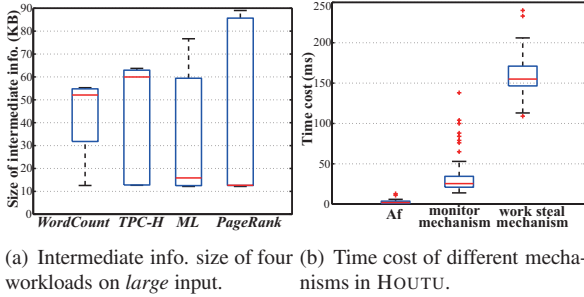 Size of intermediate info. (KB)
90
80
70
60
50
40
30
20
10
0
WordCount TPC-H ML PageRank
Time cost (ms)
250
200
150
100
50
0
Af monitor mechanism work steal mechanism
(a) Intermediate info. size of four workloads on large input.
(b) Time cost of different mechanisms in HOUTU.